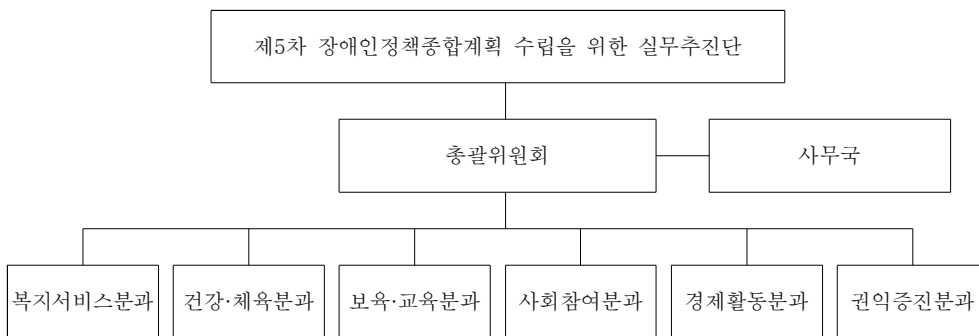 제5차 장애인정책종합계획 수립을 위한 실무추진단
총괄위원회
사무국
복지서비스분과
건강·체육분과
보육·교육분과
사회참여분과
경제활동분과
권익증진분과